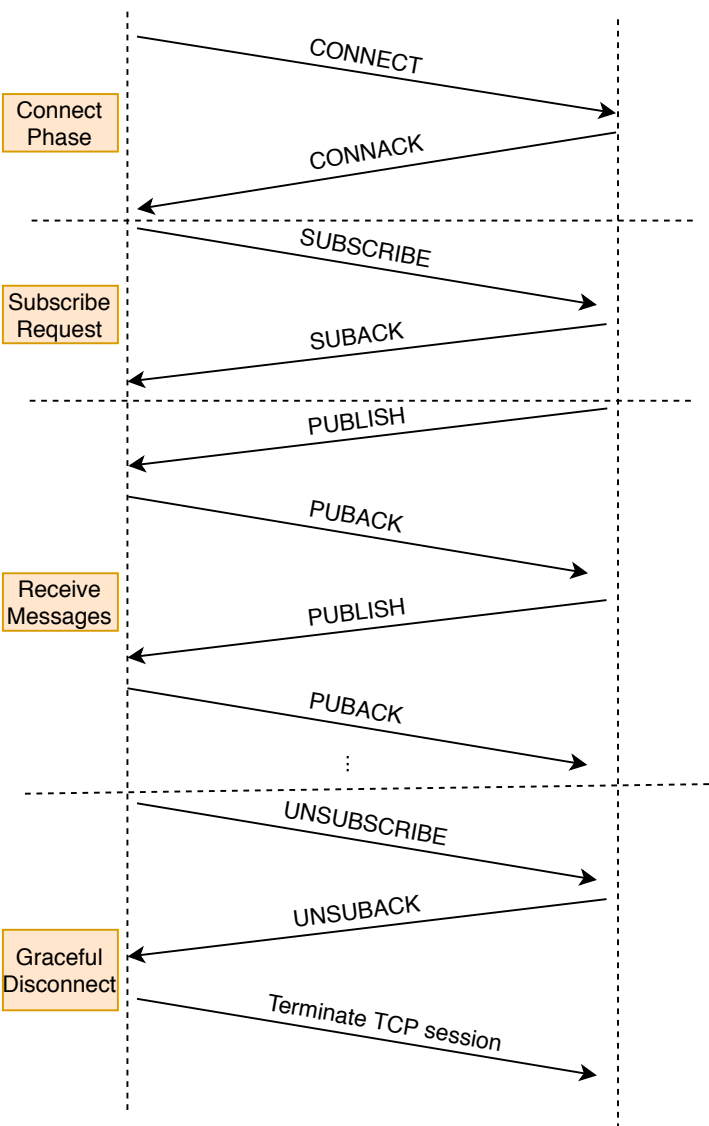 CONNECT
Connect
Phase
CONNACK
SUBSCRIBE
Subscribe
Request
SUBACK
PUBLISH
PUBACK
Receive
Messages
PUBLISH
PUBACK
...
UNSUBSCRIBE
UNSUBACK
Graceful
Disconnect
Terminate TCP session